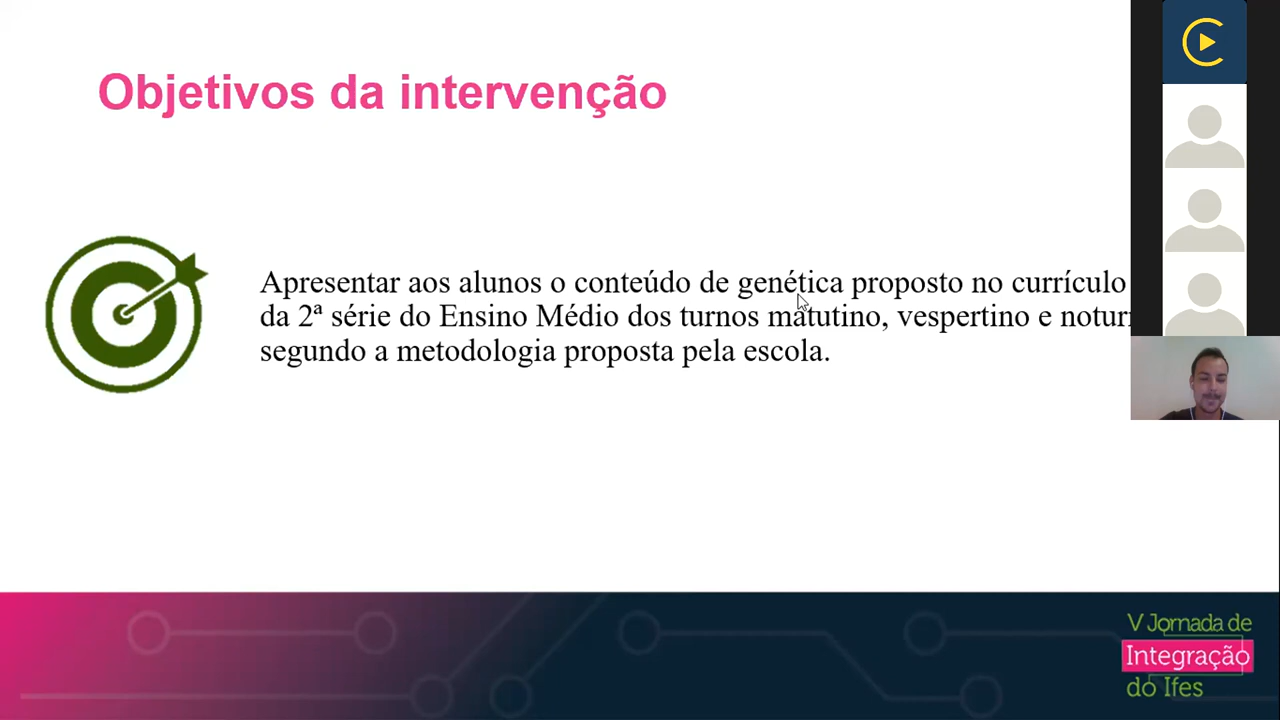 Objetivos da intervenção
Apresentar aos alunos o conteúdo de genética proposto no currículo
da 2ª série do Ensino Médio dos turnos matutino, vespertino e
segundo a metodologia proposta pela escola.
V Jornada de
Integração
do Ifes